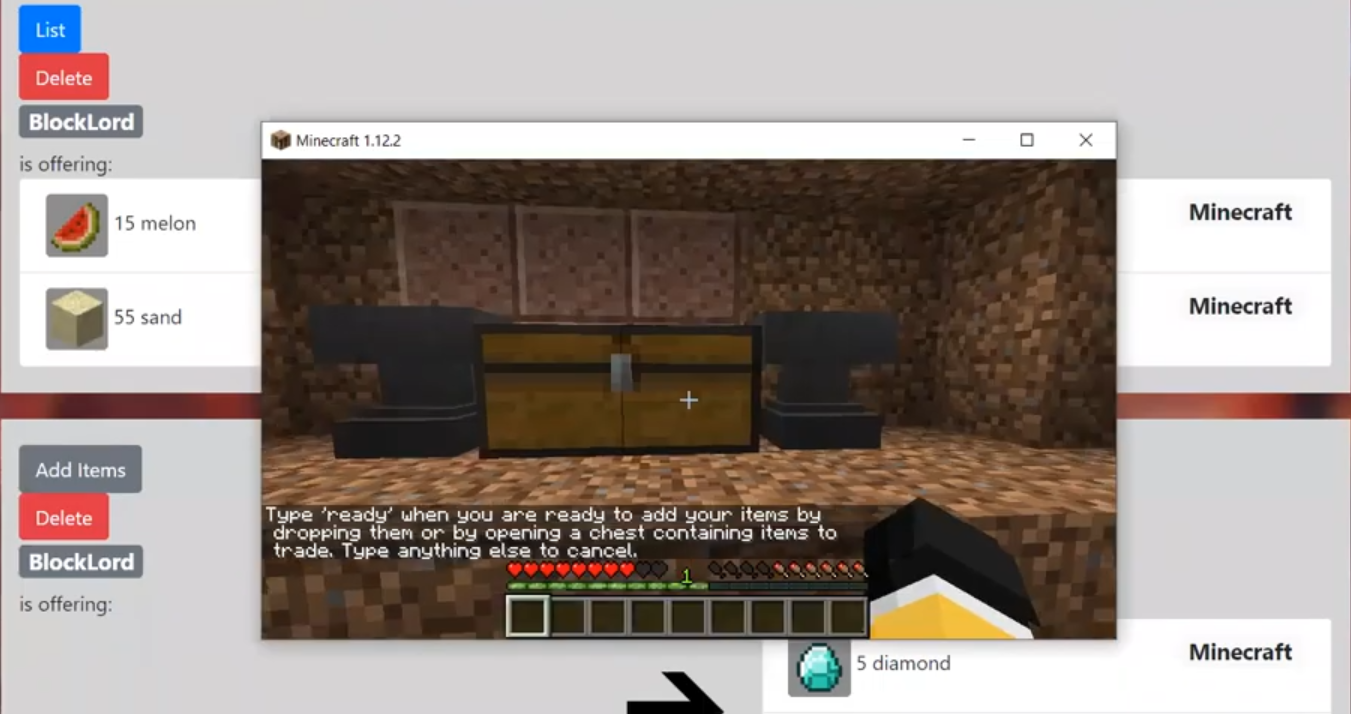 List
Delete
BlockLord
is offering:
15 melon
Minecraft
55 sand
Minecraft
Minecraft 1.12.2
Type 'ready' when you are ready to add your items by
dropping them or by opening a chest containing items to
trade. Type anything else to cancel.
1
Add Items
Delete
BlockLord
is offering:
5 diamond
Minecraft